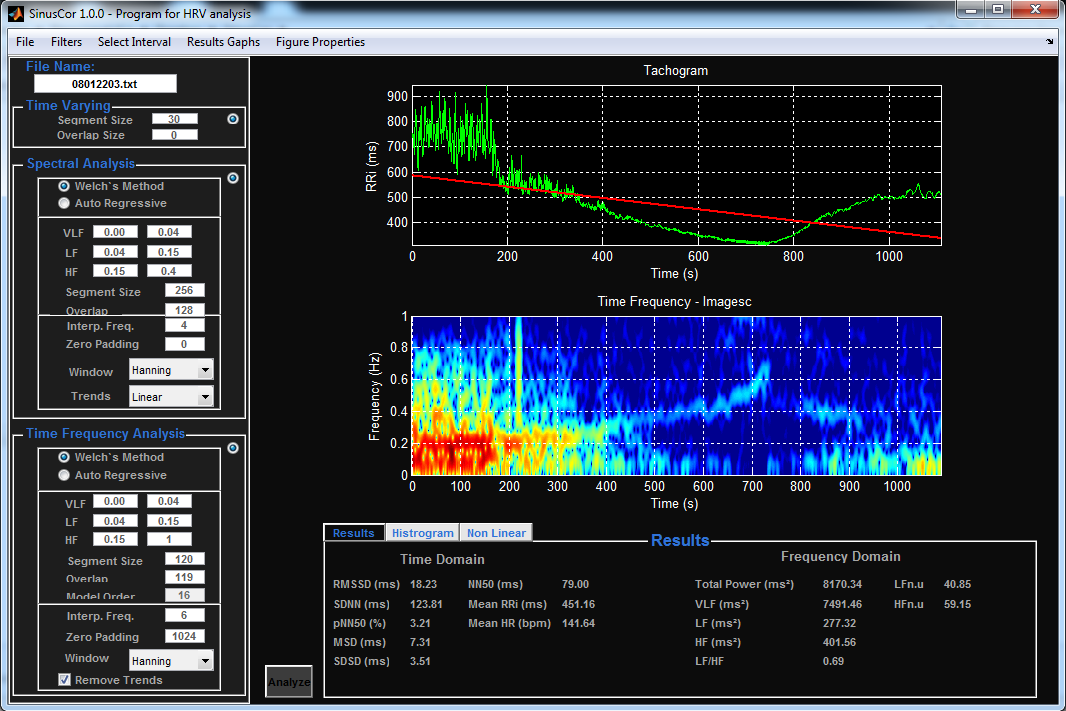 SinusCor 1.0.0 - Program for HRV analysis
File Filters Select Interval Results Gaphs Figure Properties
File Name:
08012203.txt
Time Varying
Segment Size 30
Overlap Size 0
Spectral Analysis
Welch's Method
Auto Regressive
VLF 0.00 0.04
LF 0.04 0.15
HF 0.15 0.4
Segment Size 256
Overlap 128
Interp. Freq. 4
Zero Padding 0
Window Hanning
Trends Linear
Time Frequency Analysis
Welch's Method
Auto Regressive
VLF 0.00 0.04
LF 0.04 0.15
HF 0.15 1
Segment Size 120
Overlap 119
Model Order 16
Interp. Freq. 6
Zero Padding 1024
Window Hanning
Remove Trends
Analyze
Tachogram
RRi (ms)
900
800
700
600
500
400
0 200 400 600 800 1000
Time (s)
Time Frequency - Imagesc
Frequency (Hz)
1
0.8
0.6
0.4
0.2
0
0 100 200 300 400 500 600 700 800 900 1000
Time (s)
Results Histrogram Non Linear
Results
Time Domain Frequency Domain
RMSSD (ms) 18.23 NN50 (ms) 79.00 Total Power (ms²) 8170.34 LFn.u 40.85
SDNN (ms) 123.81 Mean RRi (ms) 451.16 VLF (ms²) 7491.46 HFn.u 59.15
pNN50 (%) 3.21 Mean HR (bpm) 141.64 LF (ms²) 277.32
MSD (ms) 7.31 HF (ms²) 401.56
SDSD (ms) 3.51 LF/HF 0.69